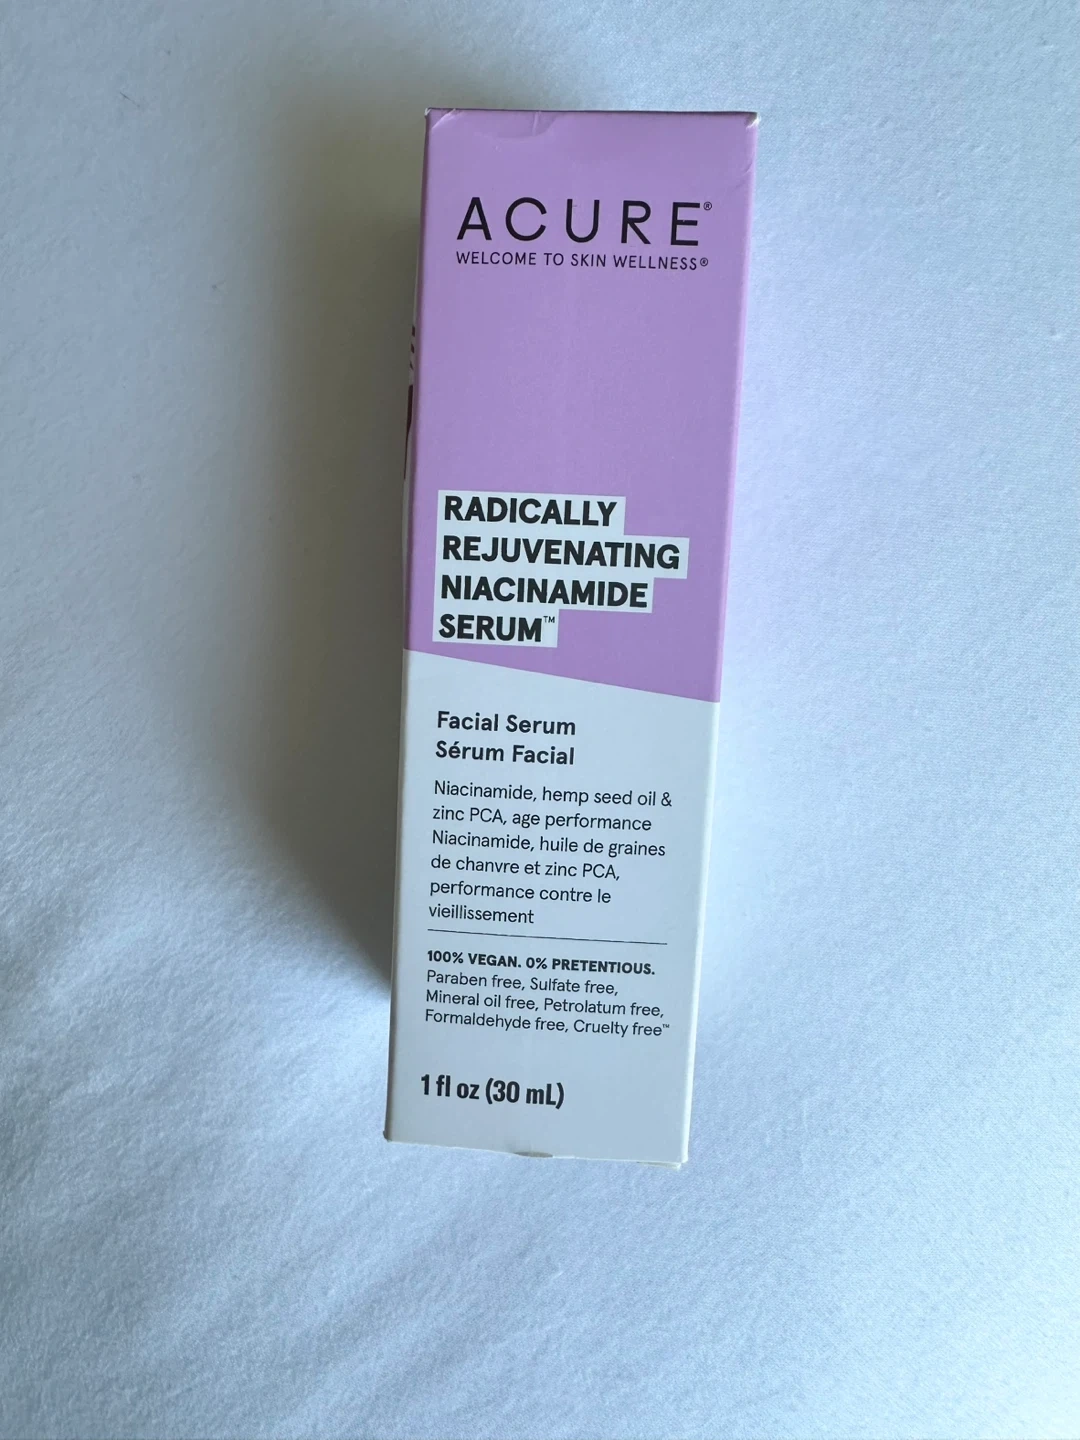 ACURE®
WELCOME TO SKIN WELLNESS®
RADICALLY
REJUVENATING
NIACINAMIDE
SERUM™
Facial Serum
Sérum Facial
Niacinamide, hemp seed oil &
zinc PCA, age performance
Niacinamide, huile de graines
de chanvre et zinc PCA,
performance contre le
vieillissement
100% VEGAN. 0% PRETENTIOUS.
Paraben free, Sulfate free,
Mineral oil free, Petrolatum free,
Formaldehyde free, Cruelty free™
1 fl oz (30 mL)